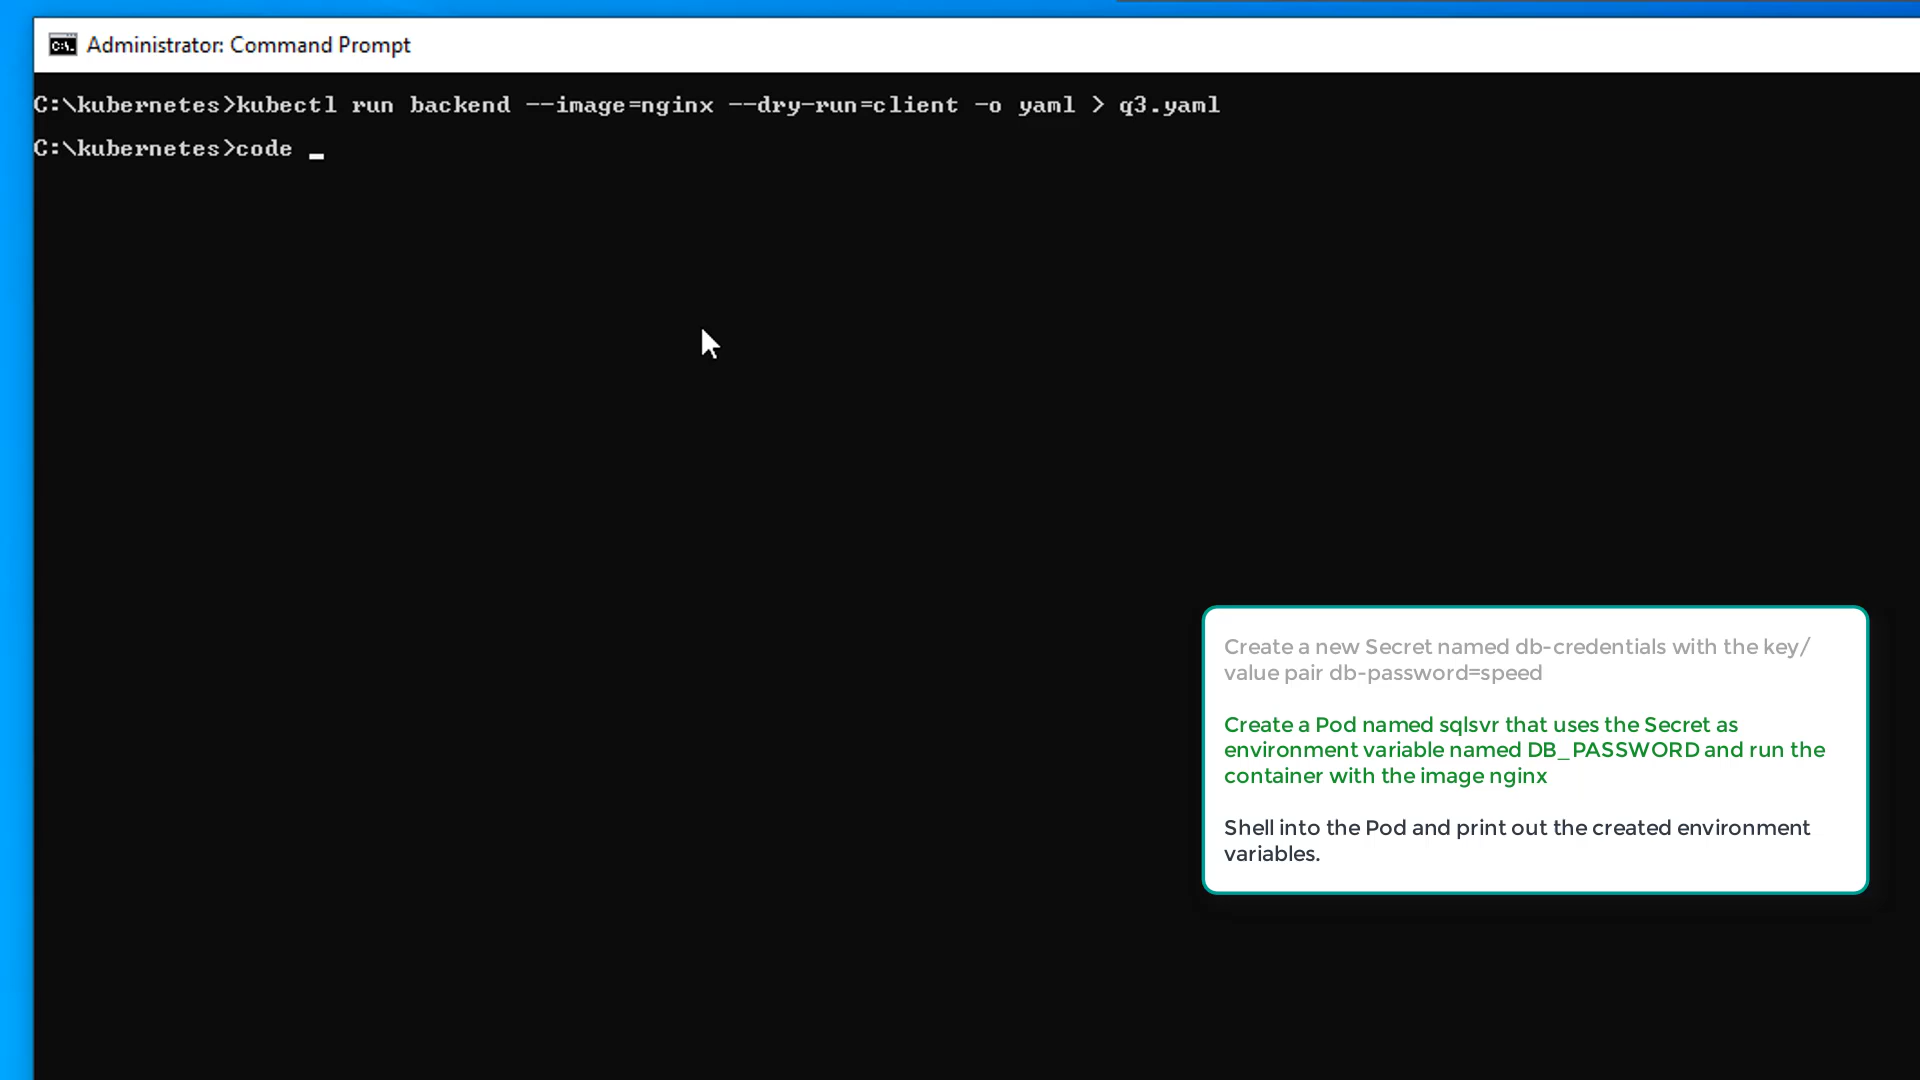 Administrator: Command Prompt
C:\kubernetes>kubectl run backend --image=nginx --dry-run=client -o yaml > q3.yaml
C:\kubernetes>code _
Create a new Secret named db-credentials with the key/
value pair db-password=speed
Create a Pod named sqlsvr that uses the Secret as
environment variable named DB_PASSWORD and run the
container with the image nginx
Shell into the Pod and print out the created environment
variables.